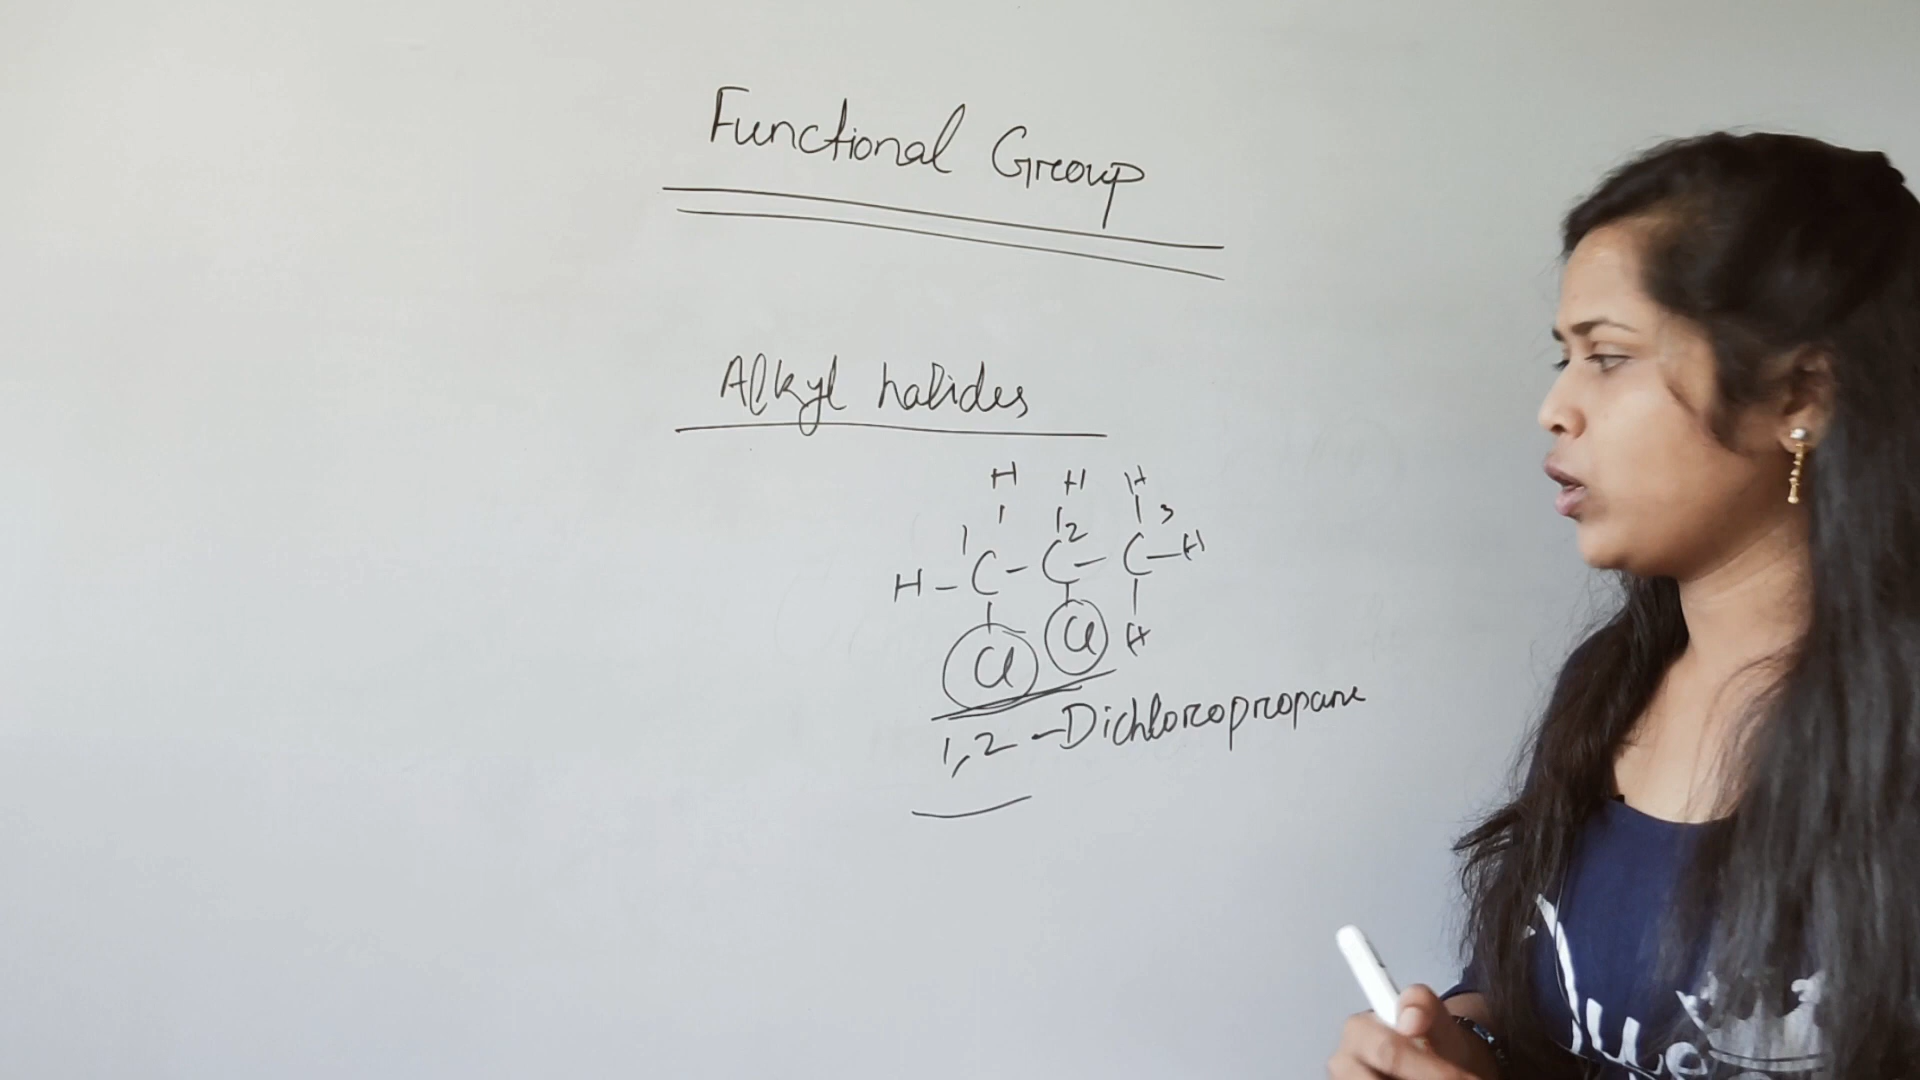 Functional Group
Alkyl halides
H H H
1 2 3
H - C - C - C - H
Cl Cl H
1,2 - Dichloropropane